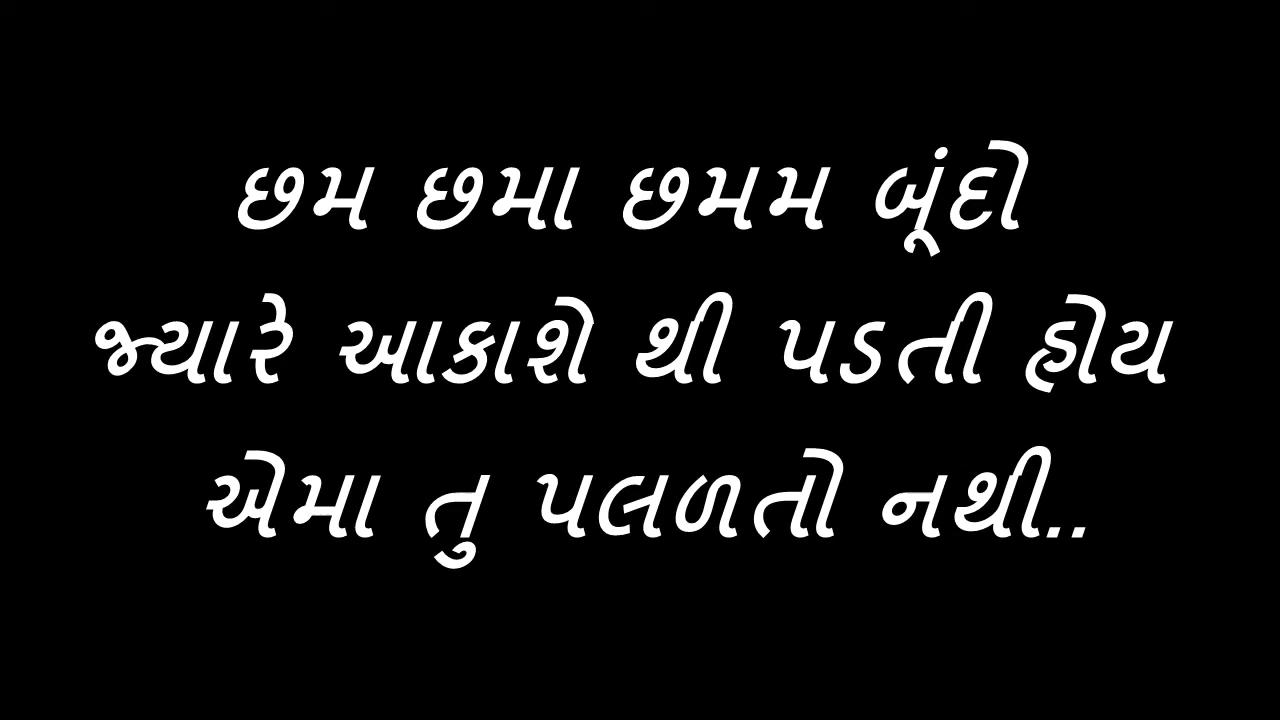 છમ છમા છમમ બૂંદો
જ્યારે આકાશે થી પડતી હોય
એમા તુ પલળતો નથી..